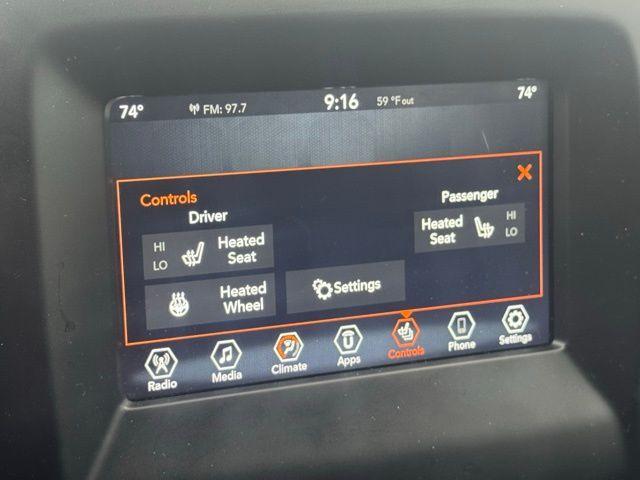 74° FM: 97.7 9:16 59 °F out 74°
Controls
Driver
Passenger
HI
LO
Heated
Seat
Heated
Seat
HI
LO
Heated
Wheel
Settings
Radio Media Climate Apps Controls Phone Settings